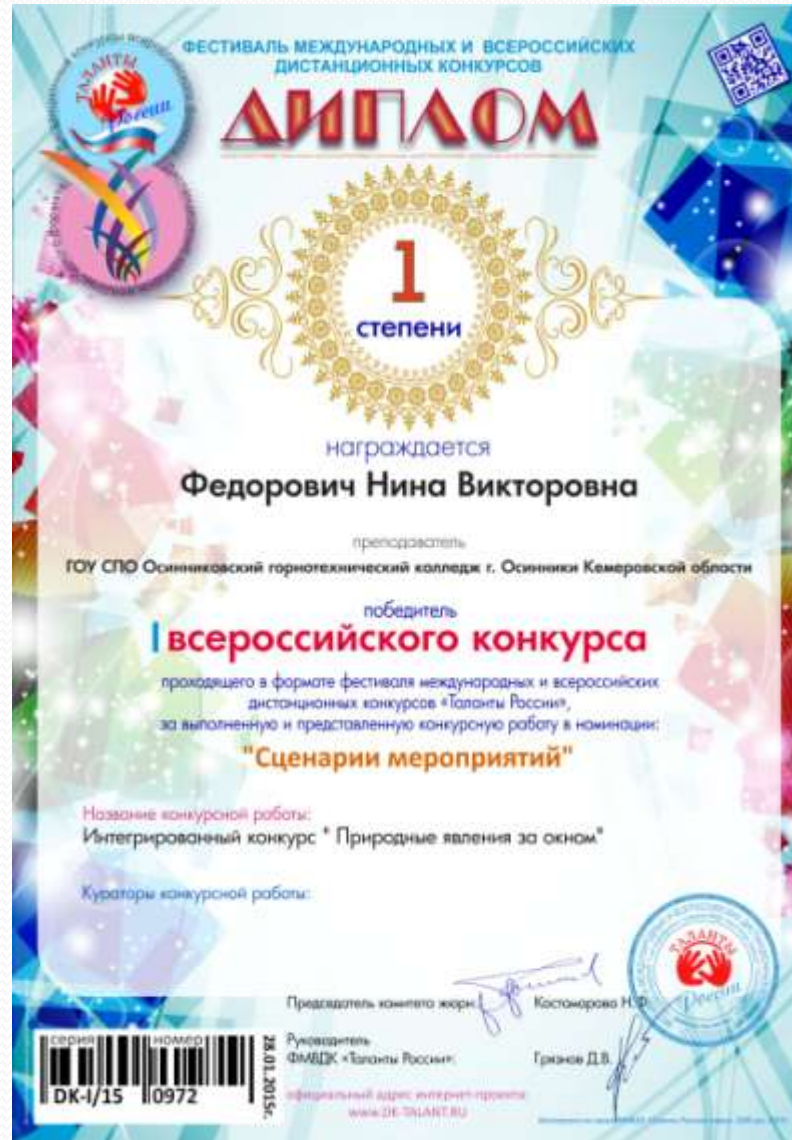 ФЕСТИВАЛЬ МЕЖДУНАРОДНЫХ И ВСЕРОССИЙСКИХ
ДИСТАНЦИОННЫХ КОНКУРСОВ
ДИПЛОМ
ТАЛАНТЫ
России
1
степени
награждается
Федорович Нина Викторовна
преподаватель
ГОУ СПО Осинниковский горнотехнический колледж г. Осинники Кемеровской области
победитель
I всероссийского конкурса
проходящего в формате фестиваля международных и всероссийских
дистанционных конкурсов «Таланты России»,
за выполненную и представленную конкурсную работу в номинации:
"Сценарии мероприятий"
Название конкурсной работы:
Интегрированный конкурс " Природные явления за окном"
Кураторы конкурсной работы:
ТАЛАНТЫ
России
Председатель комитета жюри: Костомарова Н.Ф.
Руководитель
ФМВДК «Таланты России»: Грязнов Д.В.
серия номер
DK-I/15 0972
28.01.2015г.
официальный адрес интернет-проекта:
www.DK-TALANT.RU